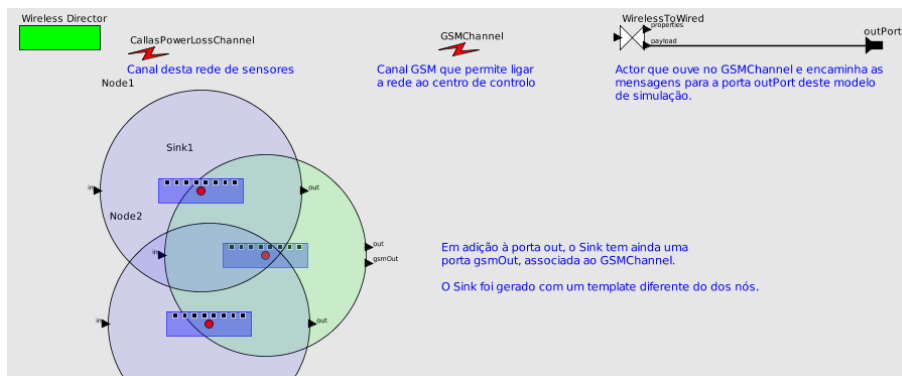 Wireless Director
CallasPowerLossChannel
Canal desta rede de sensores
GSMChannel
Canal GSM que permite ligar
a rede ao centro de controlo
WirelessToWired
properties
payload
outPort
Actor que ouve no GSMChannel e encaminha as
mensagens para a porta outPort deste modelo
de simulação.
Node1
Sink1
in
out
Node2
in
out
gsmOut
Em adição à porta out, o Sink tem ainda uma
porta gsmOut, associada ao GSMChannel.
O Sink foi gerado com um template diferente do dos nós.
in
out